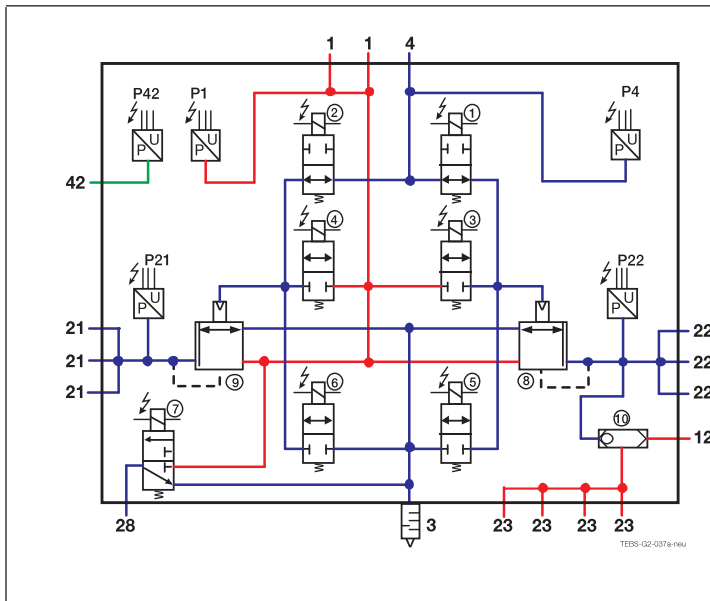 1 1 4
P42 P1 P4
② ①
U P U P U P
42
④ ③
P21 P22
U P U P
21 22
21 22
21 22
⑨ ⑧
⑦ ⑥ ⑤ ⑩
12
28 3 23 23 23 23
TEBS-G2-037a-neu